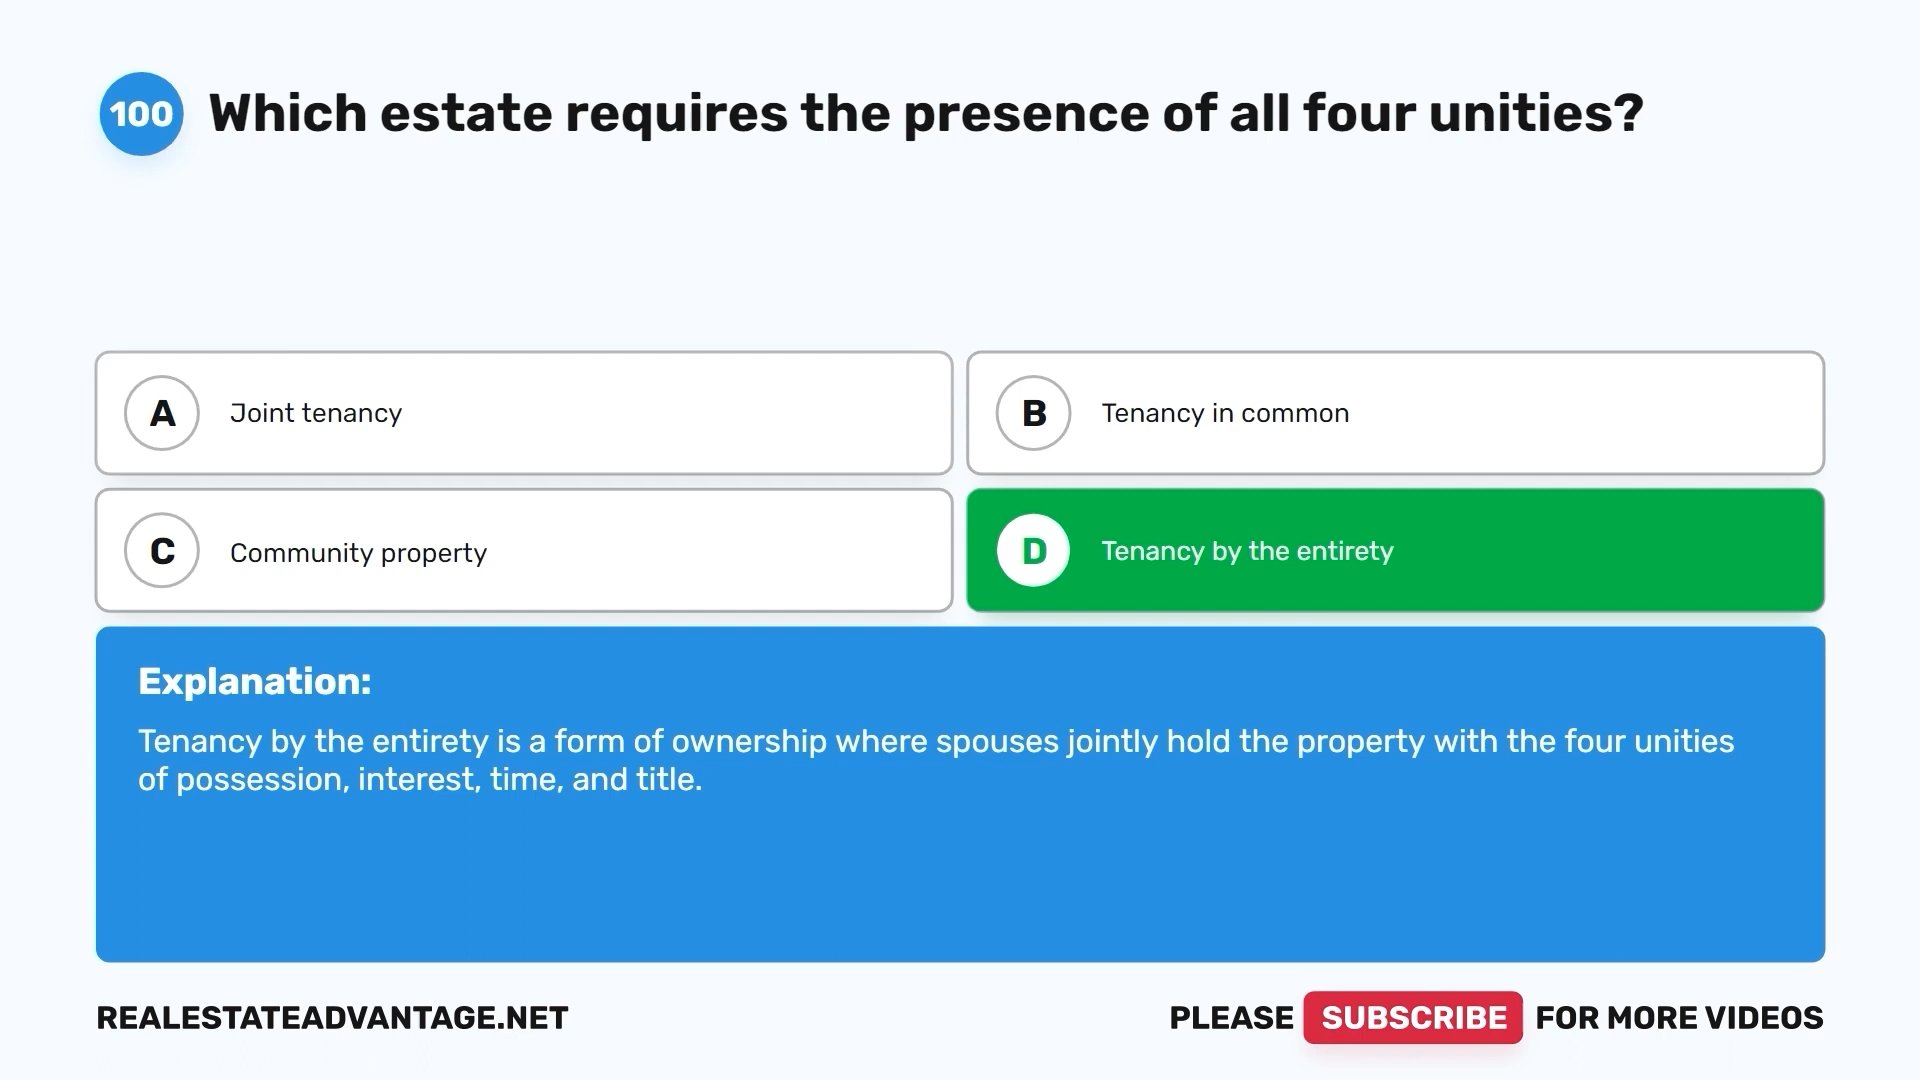 100 Which estate requires the presence of all four unities?
A Joint tenancy
B Tenancy in common
C Community property
D Tenancy by the entirety
Explanation:
Tenancy by the entirety is a form of ownership where spouses jointly hold the property with the four unities
of possession, interest, time, and title.
REALESTATEADVANTAGE.NET
PLEASE SUBSCRIBE FOR MORE VIDEOS